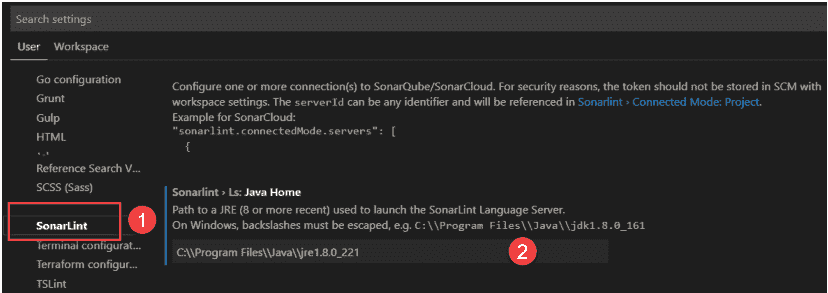 Search settings
User Workspace
Go configuration
Grunt
Gulp
HTML
Reference Search V...
SCSS (Sass)
SonarLint
1
Terminal configurat...
Terraform configur...
TSLint
Configure one or more connection(s) to SonarQube/SonarCloud. For security reasons, the token should not be stored in SCM with
workspace settings. The serverId can be any identifier and will be referenced in Sonarlint › Connected Mode: Project.
Example for SonarCloud:
"sonarlint.connectedMode.servers": [
{
Sonarlint › Ls: Java Home
Path to a JRE (8 or more recent) used to launch the SonarLint Language Server.
On Windows, backslashes must be escaped, e.g. C:\\Program Files\\Java\\jdk1.8.0_161
C:\\Program Files\\Java\\jre1.8.0_221
2